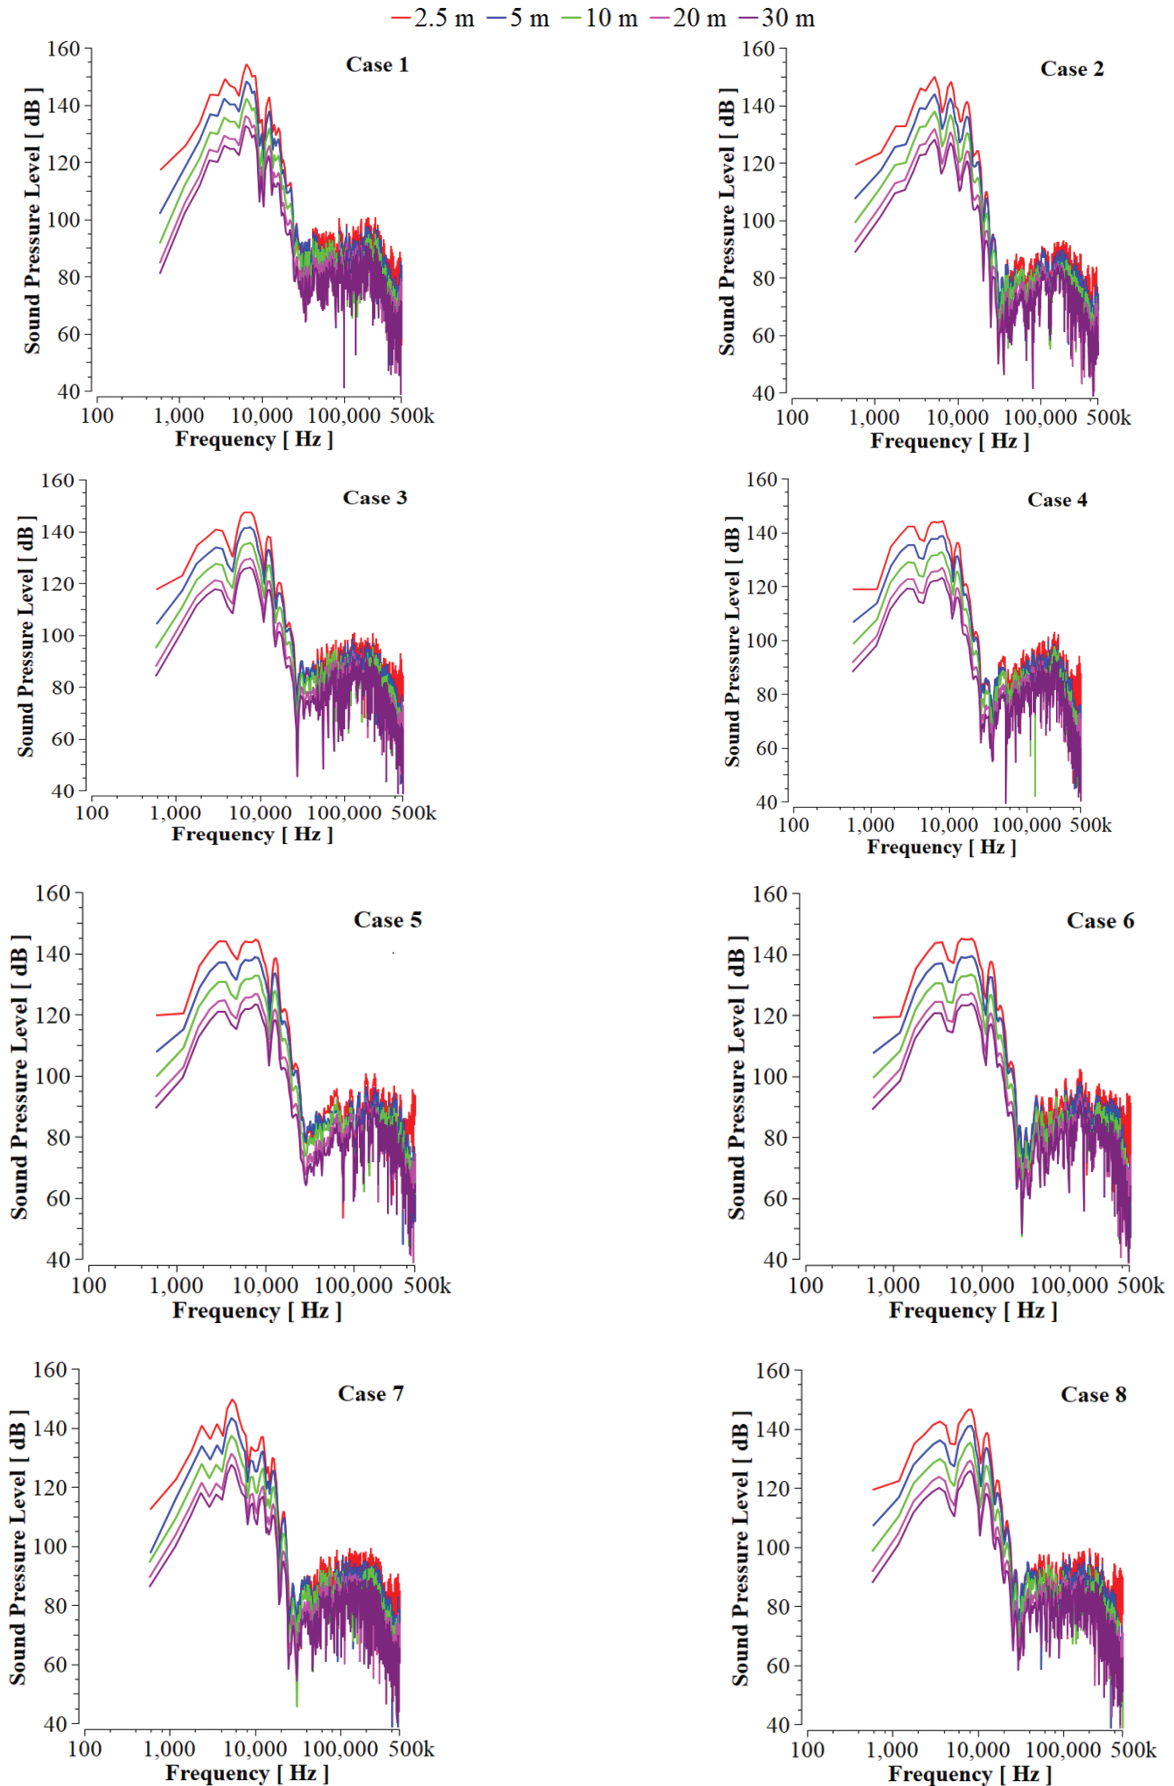 2.5 m 5 m 10 m 20 m 30 m
Case 1
Sound Pressure Level [ dB ]
160
140
120
100
80
60
40
100 1,000 10,000 100,000 500k
Frequency [ Hz ]
Case 2
Sound Pressure Level [ dB ]
160
140
120
100
80
60
40
100 1,000 10,000 100,000 500k
Frequency [ Hz ]
Case 3
Sound Pressure Level [ dB ]
160
140
120
100
80
60
40
100 1,000 10,000 100,000 500k
Frequency [ Hz ]
Case 4
Sound Pressure Level [ dB ]
160
140
120
100
80
60
40
100 1,000 10,000 100,000 500k
Frequency [ Hz ]
Case 5
Sound Pressure Level [ dB ]
160
140
120
100
80
60
40
100 1,000 10,000 100,000 500k
Frequency [ Hz ]
Case 6
Sound Pressure Level [ dB ]
160
140
120
100
80
60
40
100 1,000 10,000 100,000 500k
Frequency [ Hz ]
Case 7
Sound Pressure Level [ dB ]
160
140
120
100
80
60
40
100 1,000 10,000 100,000 500k
Frequency [ Hz ]
Case 8
Sound Pressure Level [ dB ]
160
140
120
100
80
60
40
100 1,000 10,000 100,000 500k
Frequency [ Hz ]